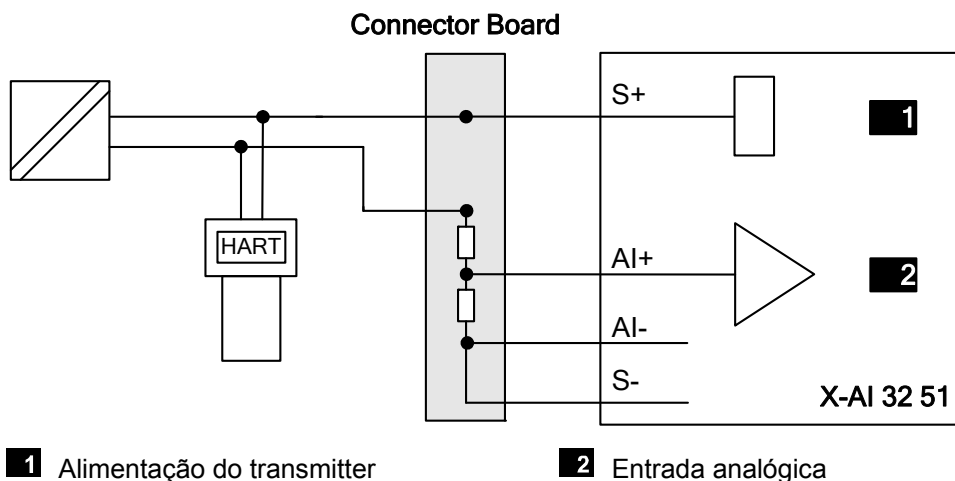 Connector Board
S+
1
HART
AI+
2
AI-
S-
X-AI 32 51
1 Alimentação do transmitter
2 Entrada analógica